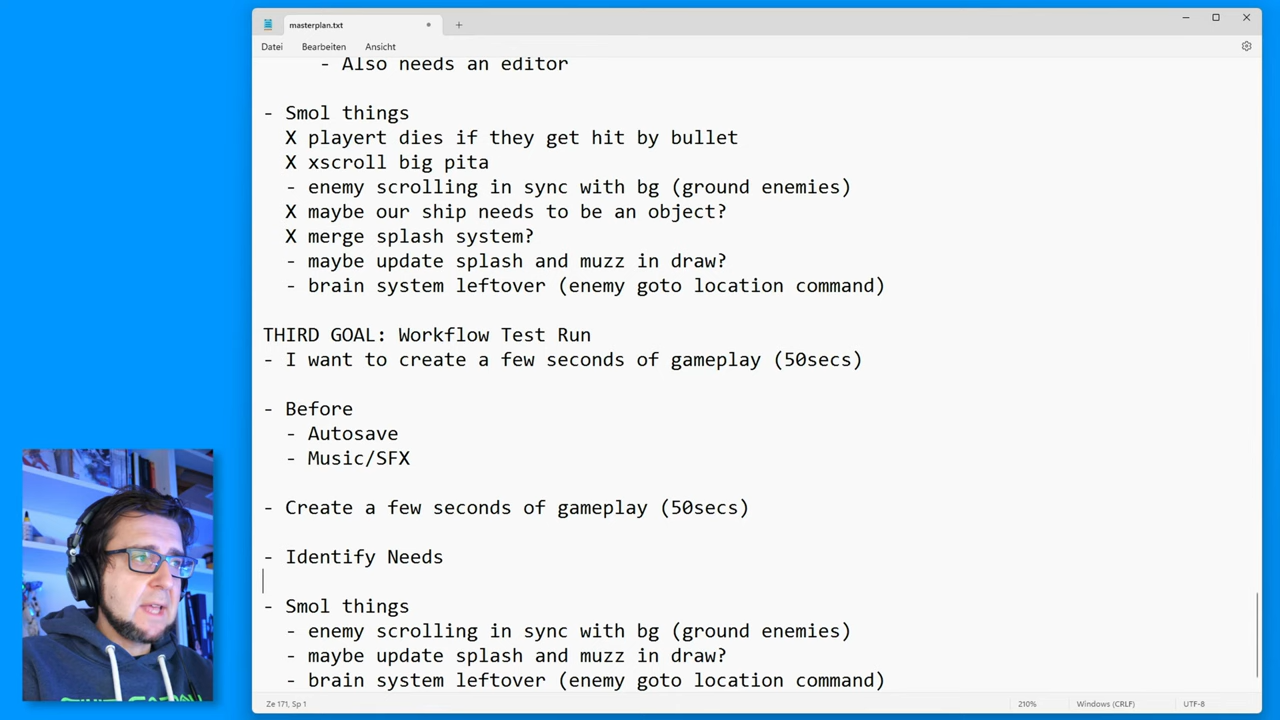 masterplan.txt
Datei Bearbeiten Ansicht
- Also needs an editor
- Smol things
X playert dies if they get hit by bullet
X xscroll big pita
- enemy scrolling in sync with bg (ground enemies)
X maybe our ship needs to be an object?
X merge splash system?
- maybe update splash and muzz in draw?
- brain system leftover (enemy goto location command)
THIRD GOAL: Workflow Test Run
- I want to create a few seconds of gameplay (50secs)
- Before
- Autosave
- Music/SFX
- Create a few seconds of gameplay (50secs)
- Identify Needs
- Smol things
- enemy scrolling in sync with bg (ground enemies)
- maybe update splash and muzz in draw?
- brain system leftover (enemy goto location command)
Ze 171, Sp 1 210% Windows (CRLF) UTF-8